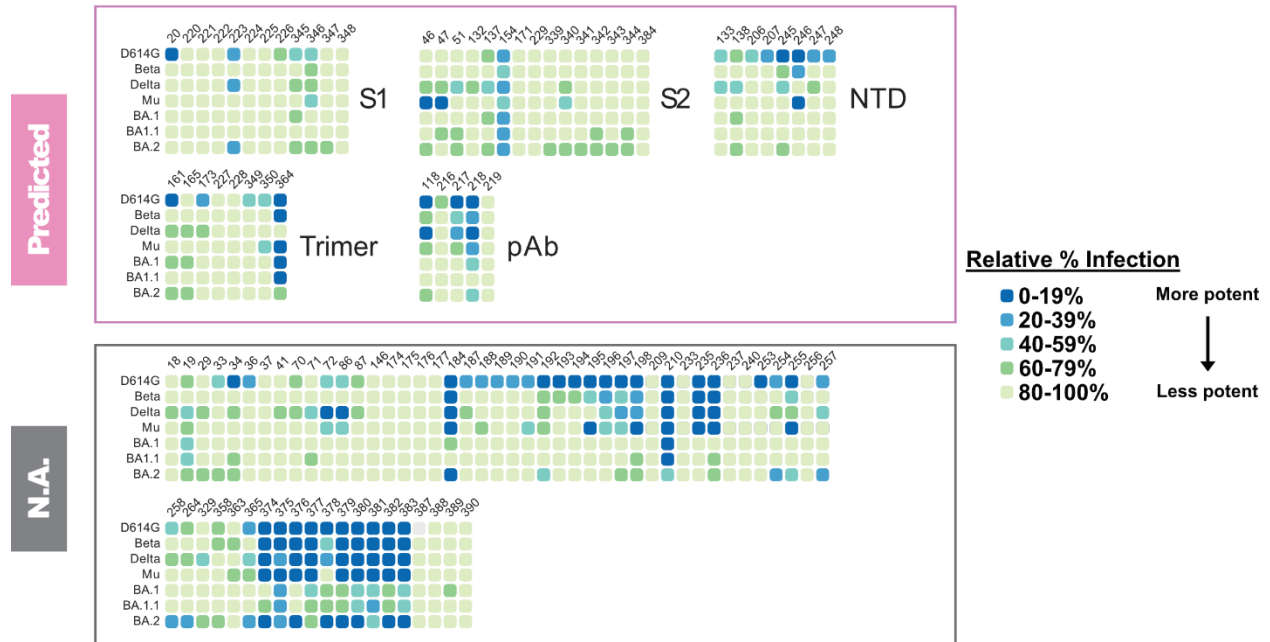 Predicted
20 220 221 222 223 224 225 226 345 346 347 348
46 47 51 132 137 154 171 229 339 340 341 342 343 344 384
133 138 206 207 245 246 247 248
D614G
Beta
Delta
Mu
BA.1
BA1.1
BA.2
S1
S2
NTD
161 165 173 227 228 349 350 364
118 216 217 218 219
D614G
Beta
Delta
Mu
BA.1
BA1.1
BA.2
Trimer
pAb
Relative % Infection
0-19% More potent
20-39%
40-59%
60-79%
80-100% Less potent
N.A.
18 19 29 33 34 36 37 41 70 71 72 86 87 146 174 175 176 177 184 187 188 189 190 191 192 193 194 195 196 197 198 209 210 233 235 236 237 240 253 254 255 256 257
D614G
Beta
Delta
Mu
BA.1
BA1.1
BA.2
258 264 329 358 363 365 374 375 376 377 378 379 380 381 382 383 387 388 389 390
D614G
Beta
Delta
Mu
BA.1
BA.1.1
BA.2